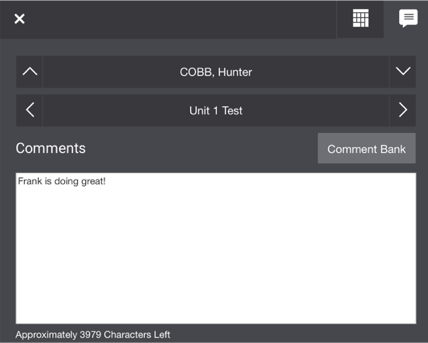 COBB, Hunter
Unit 1 Test
Comments
Comment Bank
Frank is doing great!
Approximately 3979 Characters Left